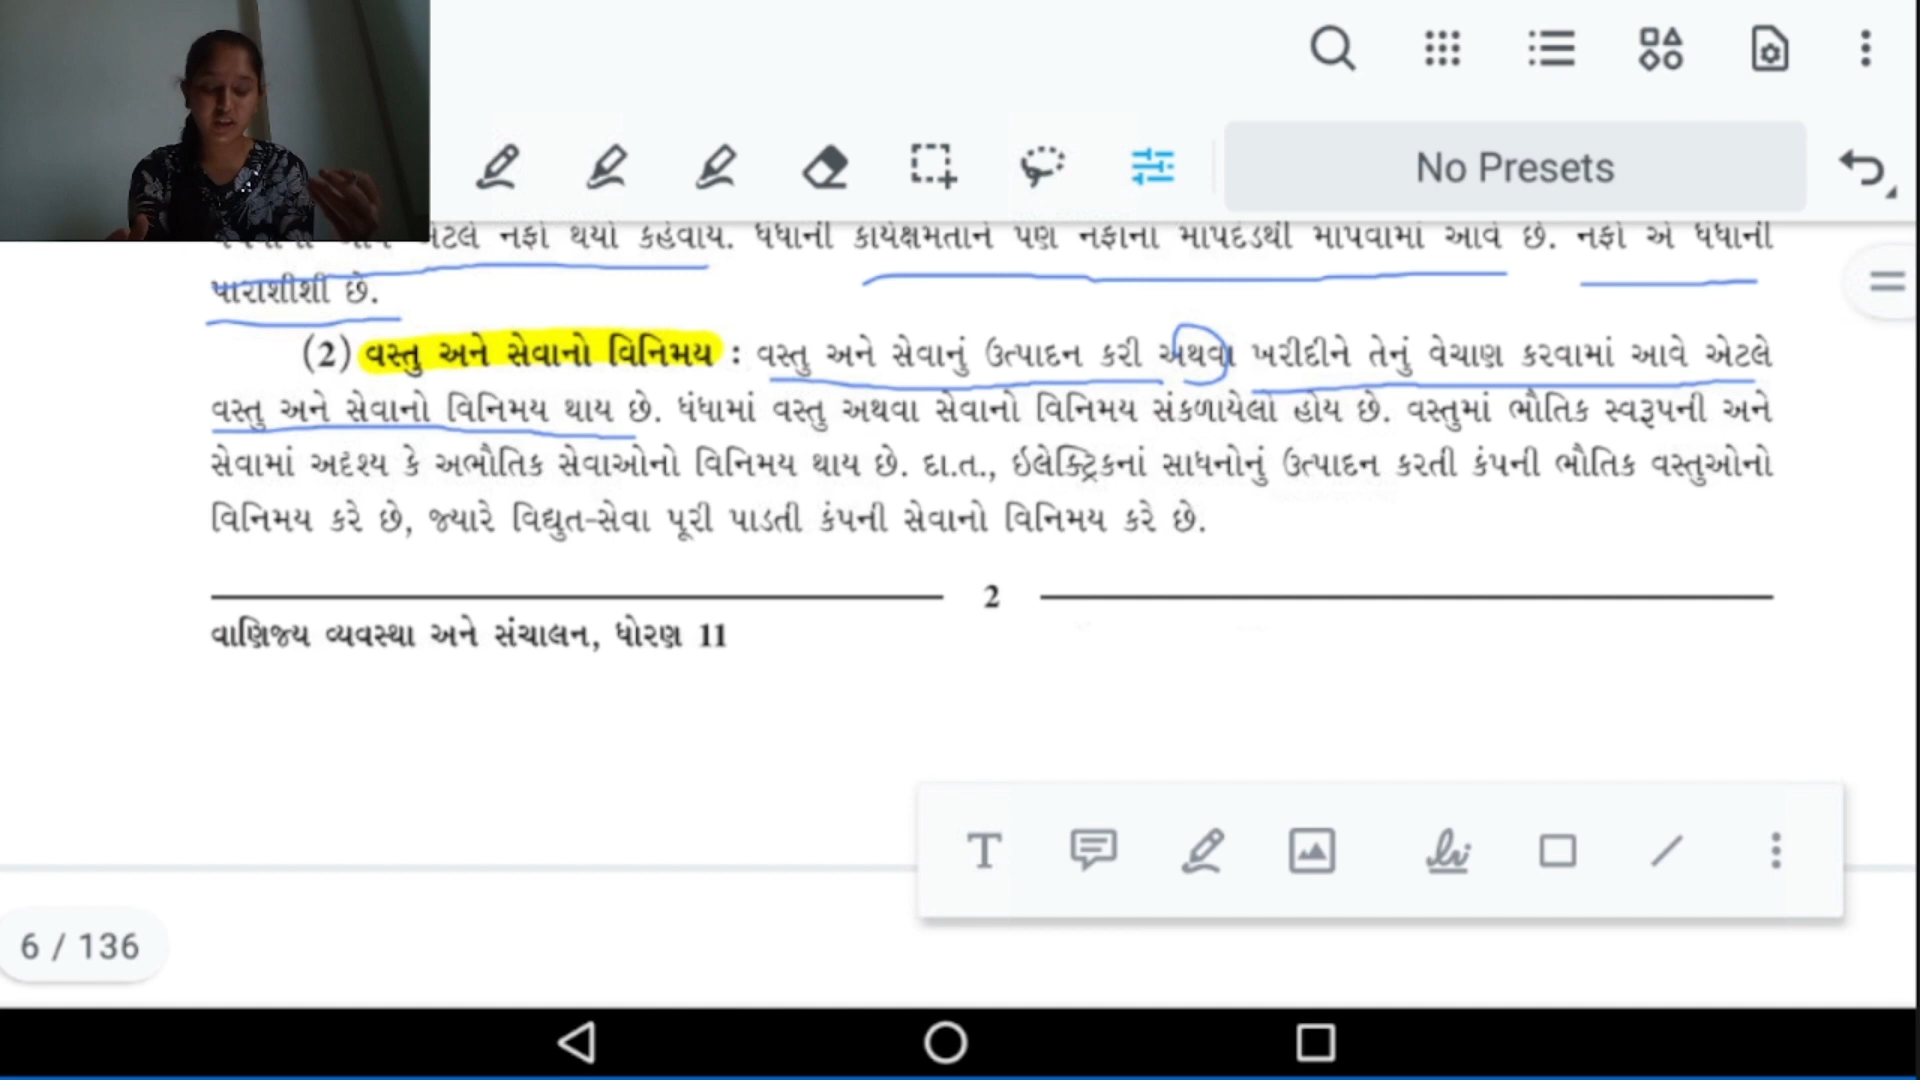 No Presets
એટલે નફો થયો કહેવાય. ધંધાની કાર્યક્ષમતાને પણ નફાના માપદંડથી માપવામાં આવે છે. નફો એ ધંધાની
પારાશીશી છે.
(2) વસ્તુ અને સેવાનો વિનિમય : વસ્તુ અને સેવાનું ઉત્પાદન કરી અથવા ખરીદીને તેનું વેચાણ કરવામાં આવે એટલે
વસ્તુ અને સેવાનો વિનિમય થાય છે. ધંધામાં વસ્તુ અથવા સેવાનો વિનિમય સંકળાયેલો હોય છે. વસ્તુમાં ભૌતિક સ્વરૂપની અને
સેવામાં અદૃશ્ય કે અભૌતિક સેવાઓનો વિનિમય થાય છે. દા.ત., ઇલેક્ટ્રિકનાં સાધનોનું ઉત્પાદન કરતી કંપની ભૌતિક વસ્તુઓનો
વિનિમય કરે છે, જ્યારે વિદ્યુત-સેવા પૂરી પાડતી કંપની સેવાનો વિનિમય કરે છે.
2
વાણિજ્ય વ્યવસ્થા અને સંચાલન, ધોરણ 11
6 / 136